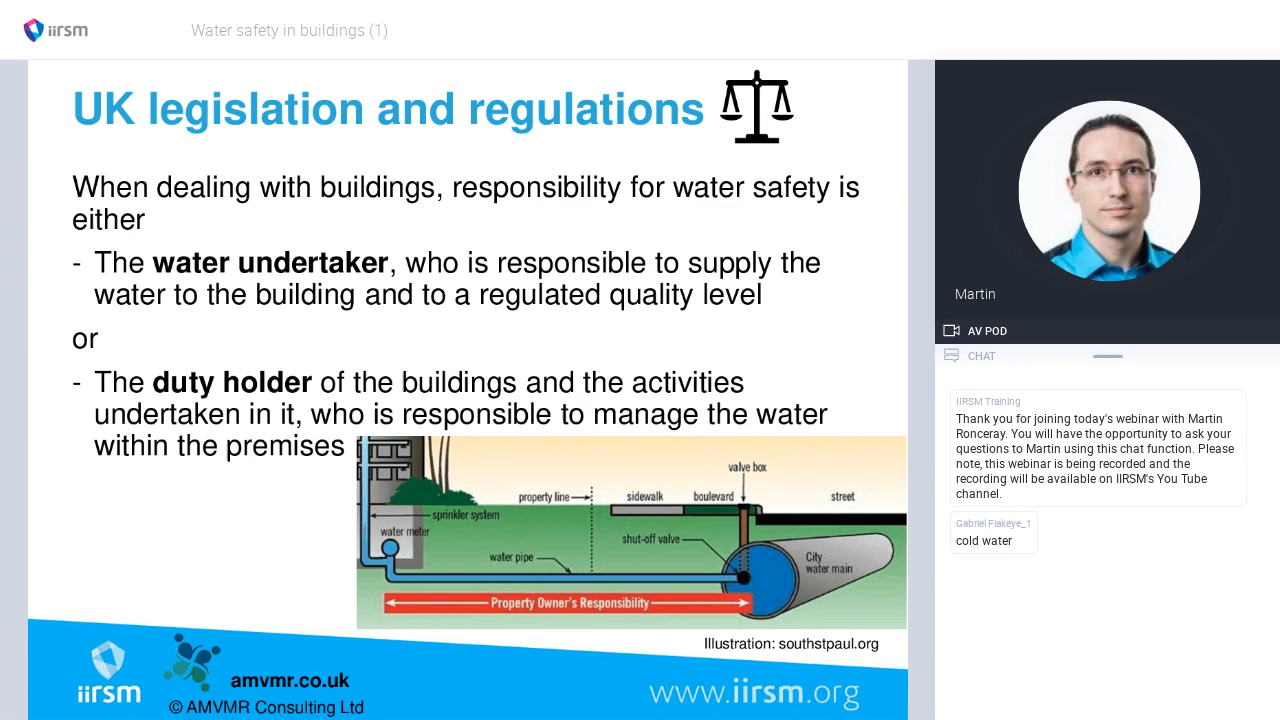 iirsm
Water safety in buildings (1)
UK legislation and regulations
When dealing with buildings, responsibility for water safety is
either
- The water undertaker, who is responsible to supply the
water to the building and to a regulated quality level
or
- The duty holder of the buildings and the activities
undertaken in it, who is responsible to manage the water
within the premises
valve box
property line
sidewalk
boulevard
street
sprinkler system
water meter
shut-off valve
water pipe
City
water main
Property Owner's Responsibility
Illustration: southstpaul.org
iirsm
amvmr.co.uk
© AMVMR Consulting Ltd
www.iirsm.org
Martin
AV POD
CHAT
IIRSM Training
Thank you for joining today's webinar with Martin
Ronceray. You will have the opportunity to ask your
questions to Martin using this chat function. Please
note, this webinar is being recorded and the
recording will be available on IIRSM's You Tube
channel.
Gabriel Fiakeye_1
cold water